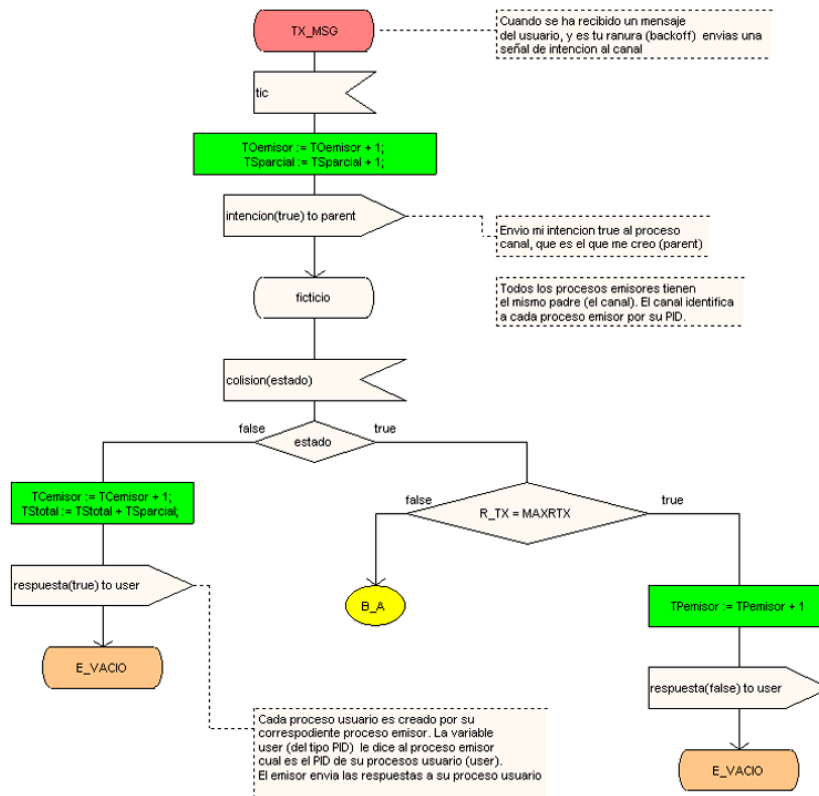 TX_MSG
Cuando se ha recibido un mensaje
del usuario, y es tu ranura (backoff) envias una
señal de intencion al canal
tic
TOemisor := TOemisor + 1;
TSparcial := TSparcial + 1;
intencion(true) to parent
Envio mi intencion true al proceso
canal, que es el que me creo (parent)
ficticio
Todos los procesos emisores tienen
el mismo padre (el canal). El canal identifica
a cada proceso emisor por su PID.
colision(estado)
false
estado
true
TCemisor := TCemisor + 1;
TStotal := TStotal + TSparcial;
false
R_TX = MAXRTX
true
respuesta(true) to user
B_A
TPemisor := TPemisor + 1
E_VACIO
respuesta(false) to user
Cada proceso usuario es creado por su
correspodiente proceso emisor. La variable
user (del tipo PID) le dice al proceso emisor
cual es el PID de su procesos usuario (user).
El emisor envia las respuestas a su proceso usuario
E_VACIO